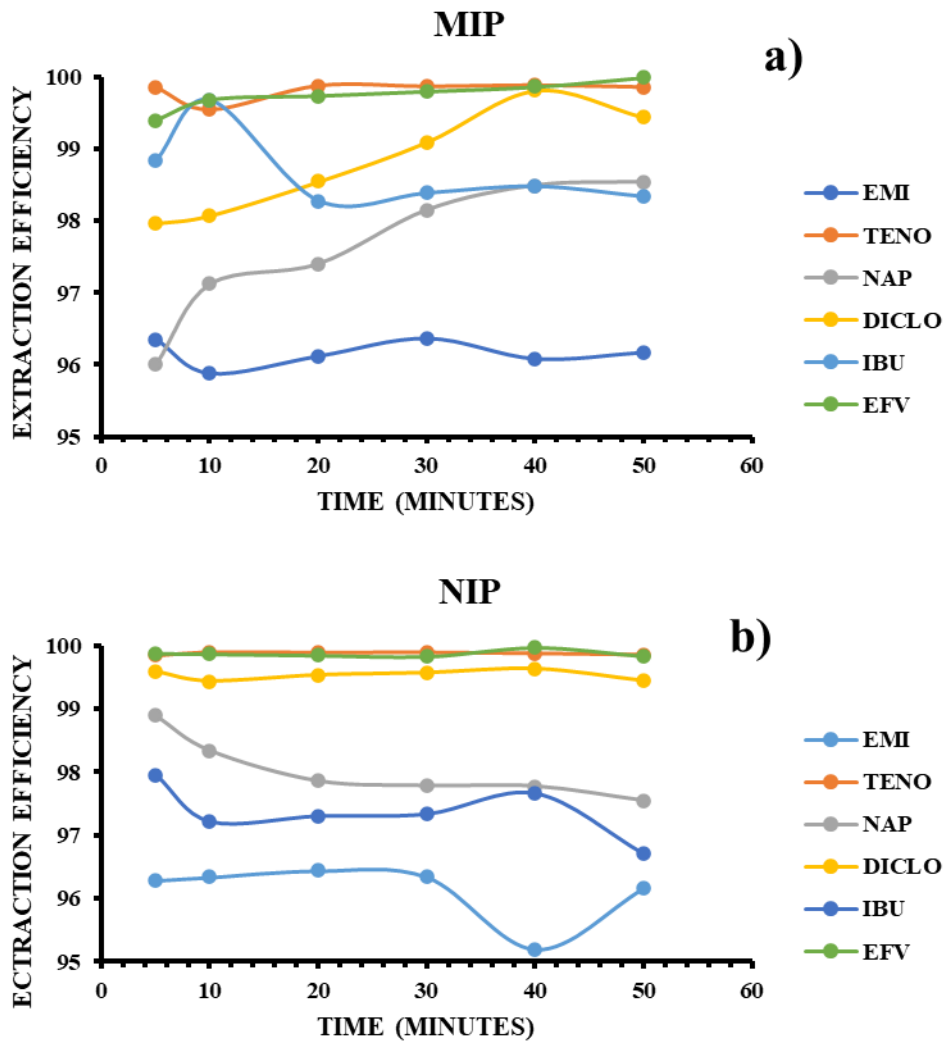 MIP
a)
EXTRACTION EFFICIENCY
100
99
98
97
96
95
0 10 20 30 40 50 60
TIME (MINUTES)
EMI
TENO
NAP
DICLO
IBU
EFV
NIP
b)
ECTRACTION EFFICIENCY
100
99
98
97
96
95
0 10 20 30 40 50 60
TIME (MINUTES)
EMI
TENO
NAP
DICLO
IBU
EFV